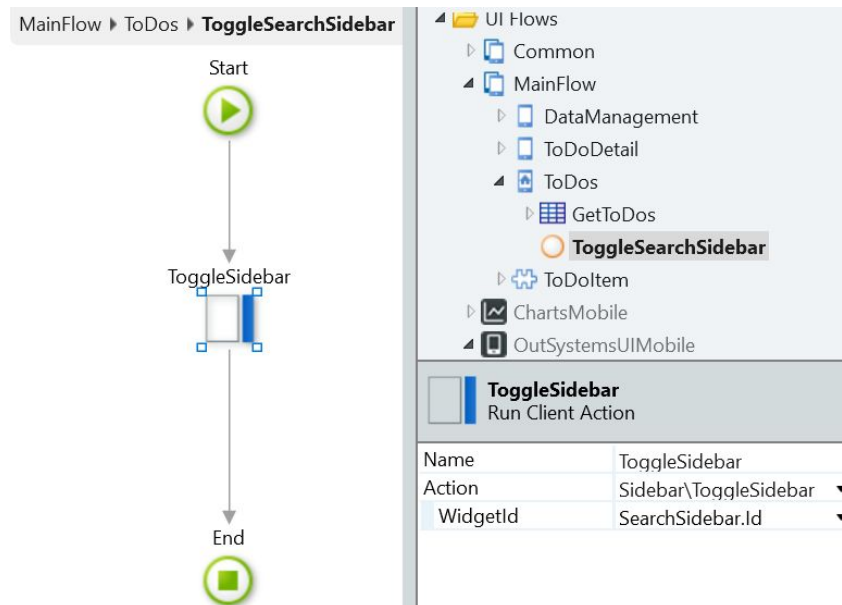 MainFlow ▸ ToDos ▸ ToggleSearchSidebar
Start
ToggleSidebar
End
UI Flows
Common
MainFlow
DataManagement
ToDoDetail
ToDos
GetToDos
ToggleSearchSidebar
ToDoItem
ChartsMobile
OutSystemsUIMobile
ToggleSidebar
Run Client Action
Name ToggleSidebar
Action Sidebar\ToggleSidebar
WidgetId SearchSidebar.Id